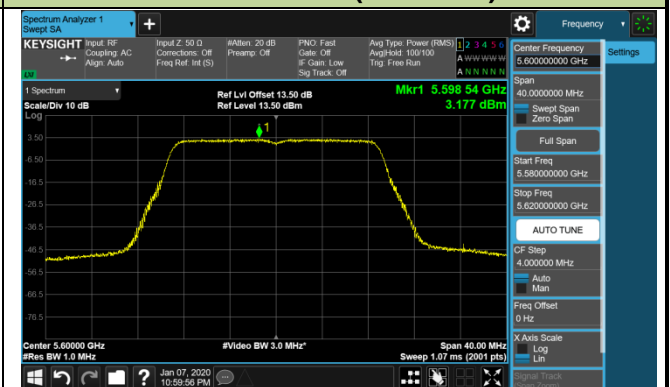 Spectrum Analyzer 1
Swept SA
Frequency
KEYSIGHT
Input: RF
Coupling: AC
Align: Auto
Input Z: 50 Ω
Corrections: Off
Freq Ref: Int (S)
#Atten: 20 dB
Preamp: Off
PNO: Fast
Gate: Off
IF Gain: Low
Sig Track: Off
Avg Type: Power (RMS)
Avg|Hold: 100/100
Trig: Free Run
1 2 3 4 5 6
A W W W W W
A N N N N N
1 Spectrum
Scale/Div 10 dB
Log
Ref Lvl Offset 13.50 dB
Ref Level 13.50 dBm
Mkr1 5.598 54 GHz
3.177 dBm
1
3.50
-6.50
-16.5
-26.5
-36.5
-46.5
-56.5
-66.5
-76.5
Center 5.60000 GHz
#Res BW 1.0 MHz
#Video BW 3.0 MHz*
Span 40.00 MHz
Sweep 1.07 ms (2001 pts)
Center Frequency
5.600000000 GHz
Span
40.0000000 MHz
Swept Span
Zero Span
Full Span
Start Freq
5.580000000 GHz
Stop Freq
5.620000000 GHz
AUTO TUNE
CF Step
4.000000 MHz
Auto
Man
Freq Offset
0 Hz
X Axis Scale
Log
Lin
Signal Track
(Span Zoom)
Settings
?
Jan 07, 2020
10:59:56 PM